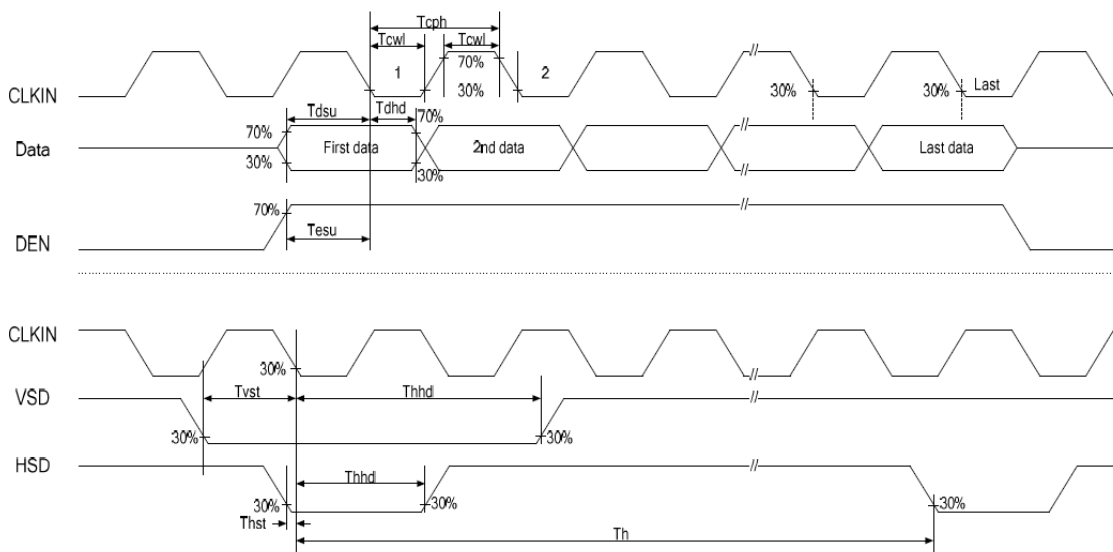 Tcph
Tcwl Tcwl
CLKIN 1 70% 30% 2 // 30% 30% Last
Tdsu Tdhd
70% 70%
Data First data 2nd data // Last data
30% 30%
70% //
DEN Tesu
CLKIN 30% //
VSD Tvst Thhd //
30% 30%
HSD Thhd //
30% 30% 30%
Thst Th